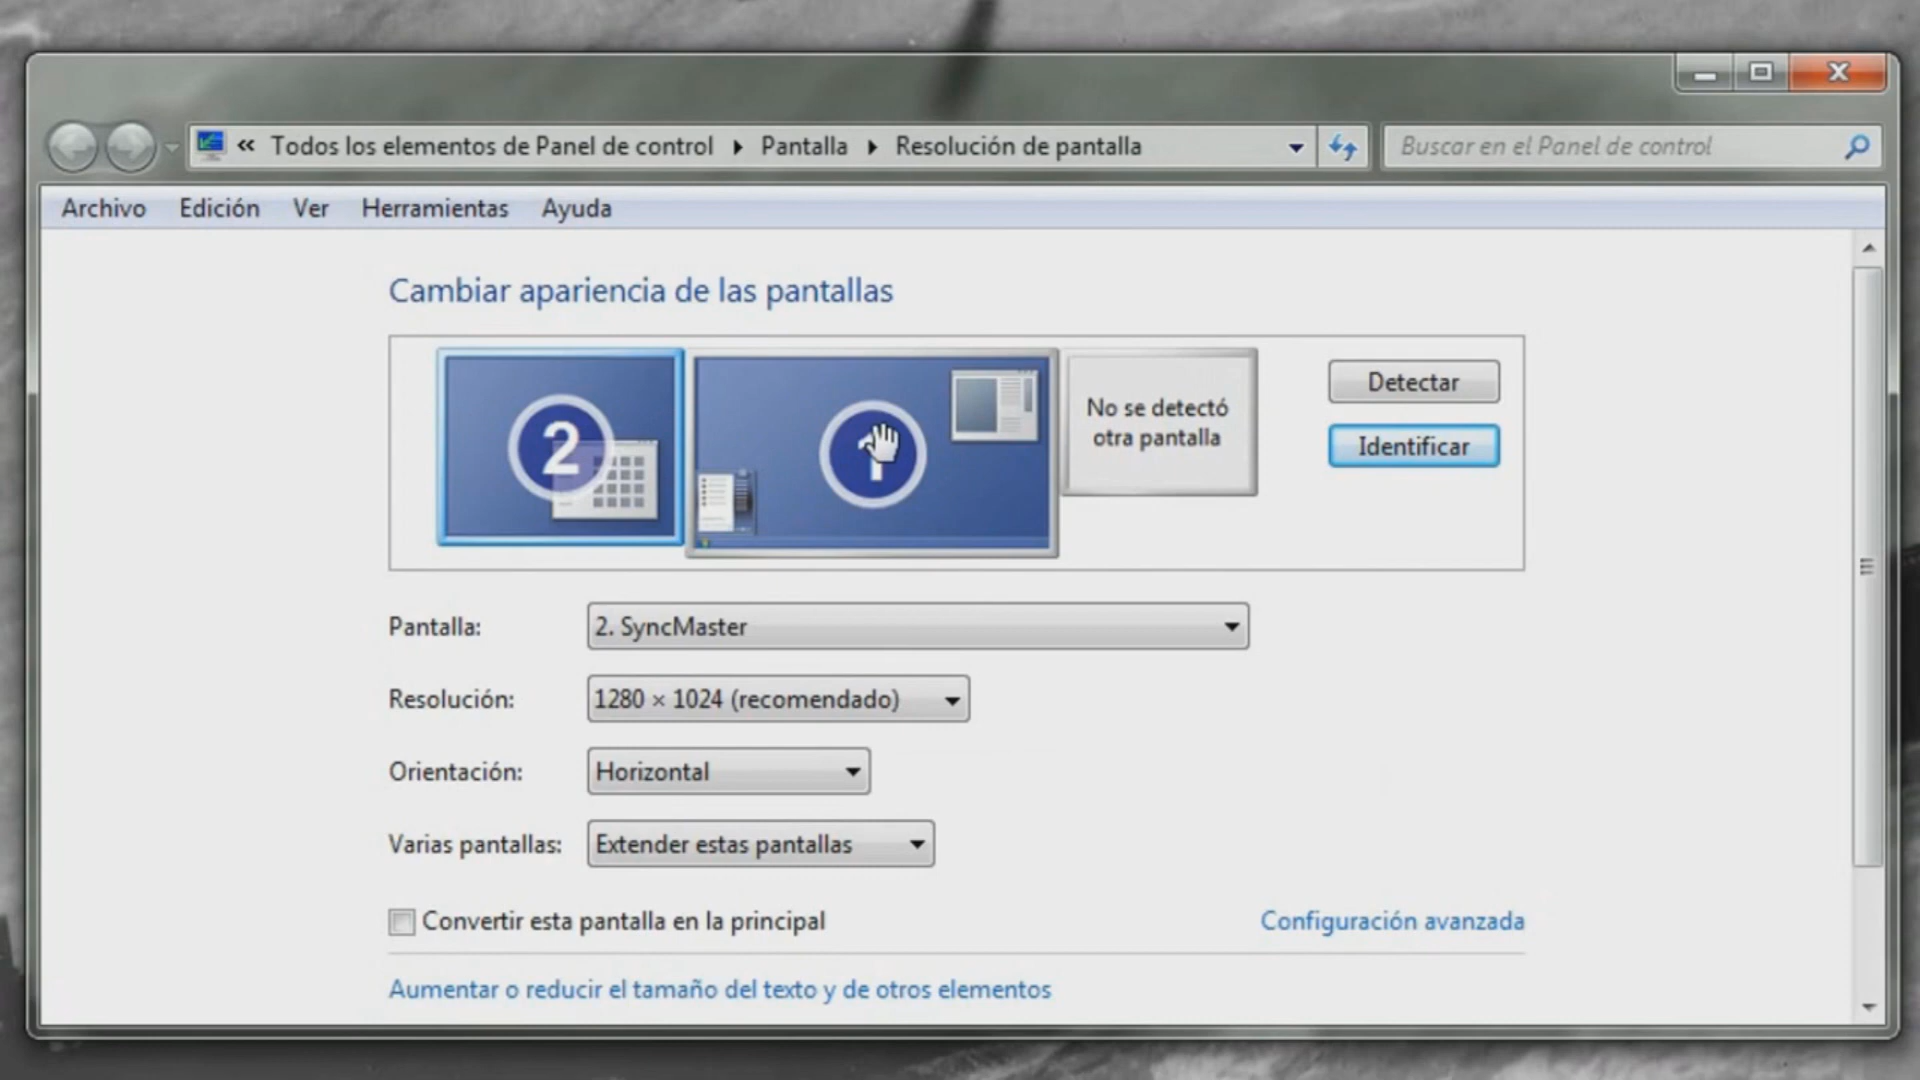 « Todos los elementos de Panel de control ▸ Pantalla ▸ Resolución de pantalla
Buscar en el Panel de control
Archivo Edición Ver Herramientas Ayuda
Cambiar apariencia de las pantallas
2
1
No se detectó
otra pantalla
Detectar
Identificar
Pantalla: 2. SyncMaster
Resolución: 1280 × 1024 (recomendado)
Orientación: Horizontal
Varias pantallas: Extender estas pantallas
Convertir esta pantalla en la principal
Configuración avanzada
Aumentar o reducir el tamaño del texto y de otros elementos